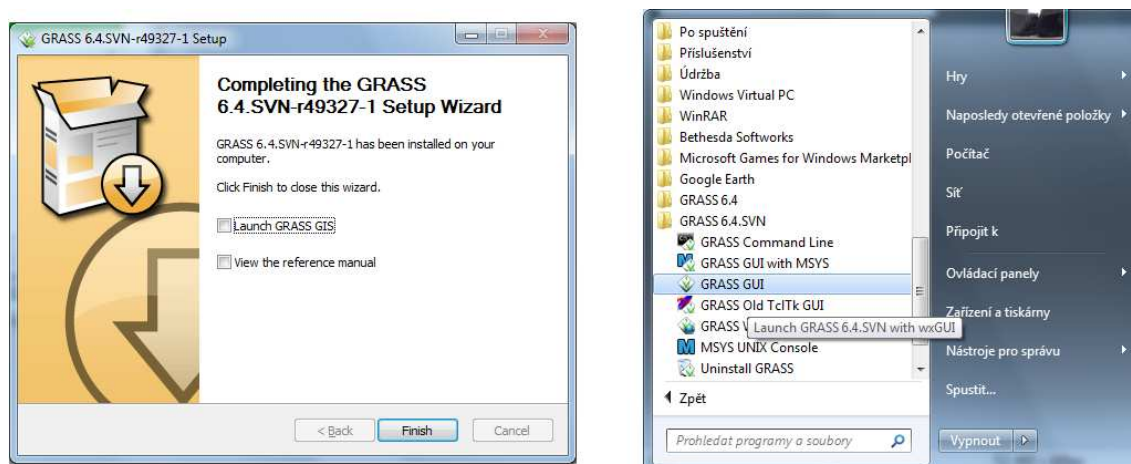 GRASS 6.4.SVN-r49327-1 Setup
Completing the GRASS
6.4.SVN-r49327-1 Setup Wizard
GRASS 6.4.SVN-r49327-1 has been installed on your
computer.
Click Finish to close this wizard.
Launch GRASS GIS
View the reference manual
< Back
Finish
Cancel
Po spuštění
Příslušenství
Údržba
Windows Virtual PC
WinRAR
Bethesda Softworks
Microsoft Games for Windows Marketpl
Google Earth
GRASS 6.4
GRASS 6.4.SVN
GRASS Command Line
GRASS GUI with MSYS
GRASS GUI
GRASS Old TclTk GUI
GRASS
Launch GRASS 6.4.SVN with wxGUI
MSYS UNIX Console
Uninstall GRASS
Zpět
Prohledat programy a soubory
Hry
Naposledy otevřené položky
Počítač
Síť
Připojit k
Ovládací panely
Zařízení a tiskárny
Nástroje pro správu
Spustit...
Vypnout